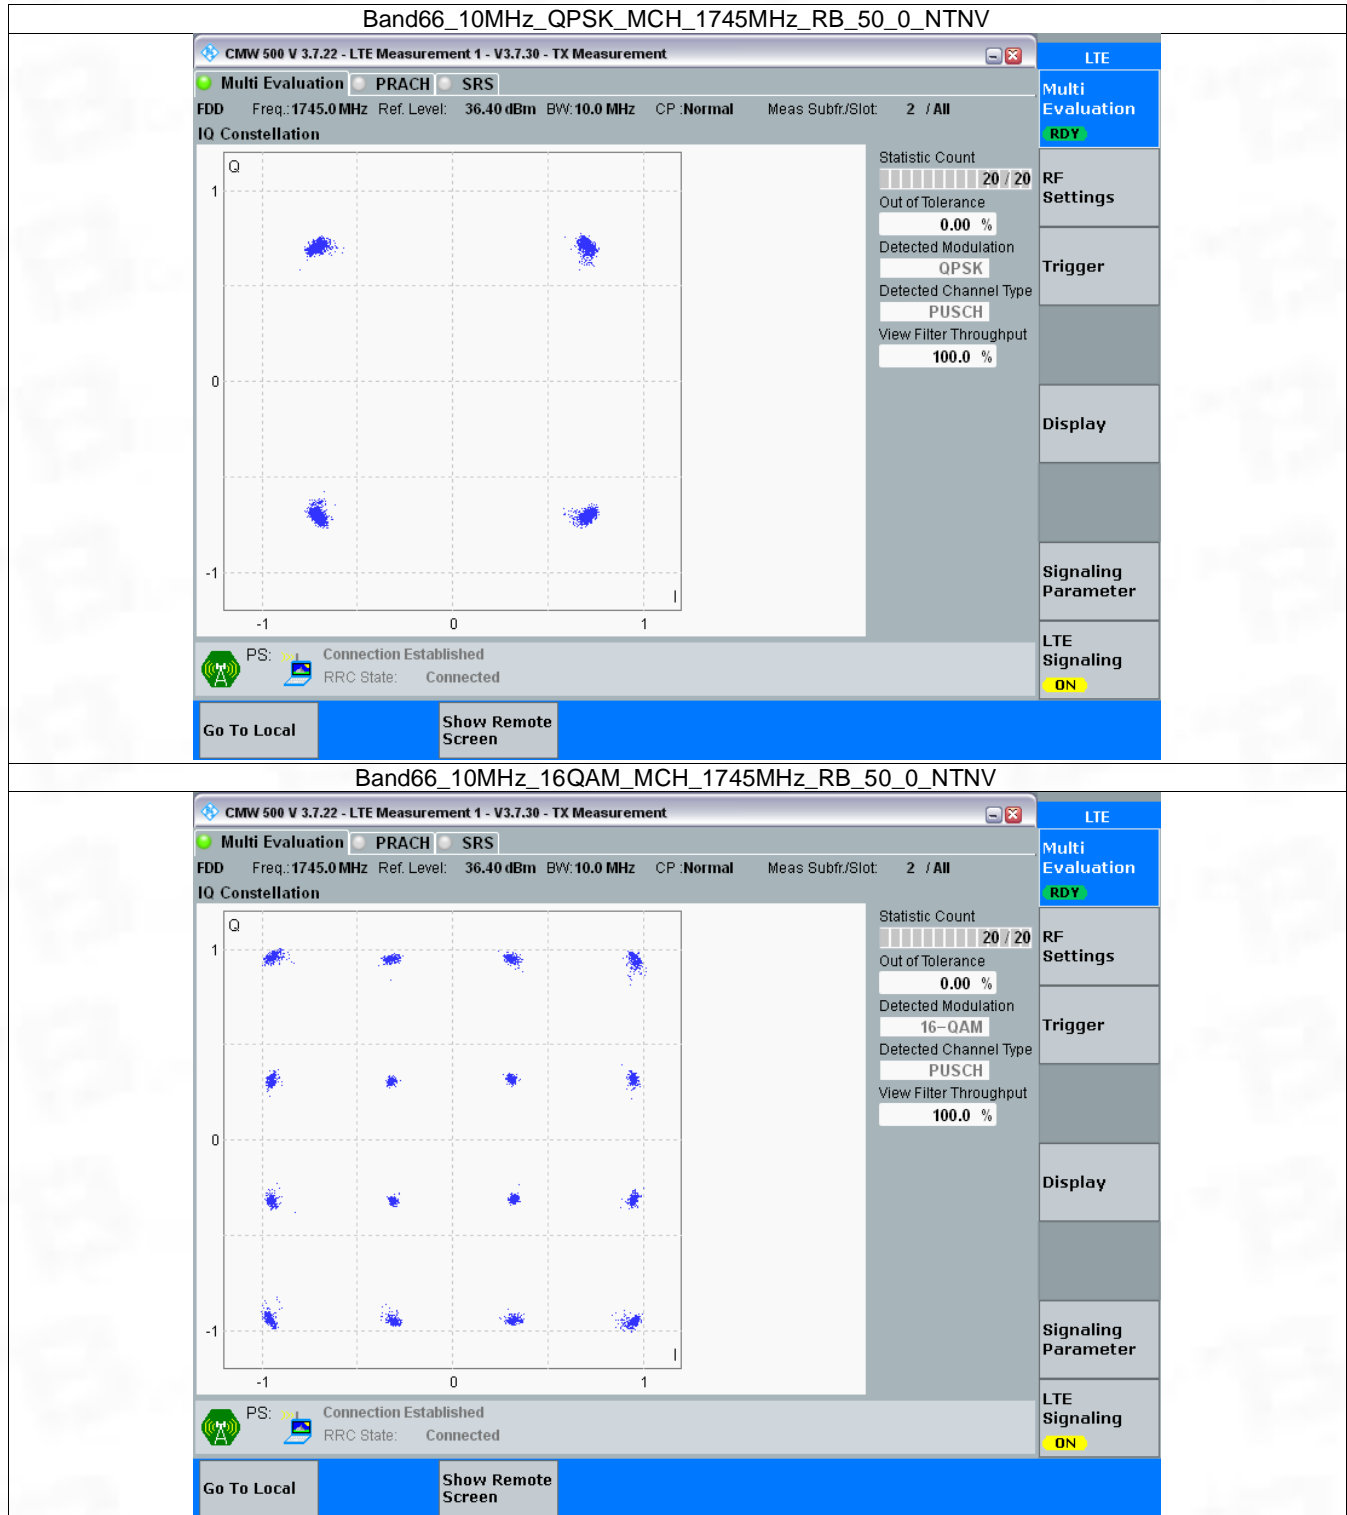 Band66_10MHz_QPSK_MCH_1745MHz_RB_50_0_NTNV
CMW 500 V 3.7.22 - LTE Measurement 1 - V3.7.30 - TX Measurement
LTE
Multi Evaluation PRACH SRS
Multi
Evaluation
RDY
FDD Freq.: 1745.0 MHz Ref. Level: 36.40 dBm BW: 10.0 MHz CP : Normal Meas Subfr./Slot: 2 / All
IQ Constellation
Q
1
0
-1
I
-1 0 1
Statistic Count
20 / 20
Out of Tolerance
0.00 %
Detected Modulation
QPSK
Detected Channel Type
PUSCH
View Filter Throughput
100.0 %
RF
Settings
Trigger
Display
Signaling
Parameter
LTE
Signaling
ON
PS: Connection Established
RRC State: Connected
Go To Local
Show Remote
Screen
Band66_10MHz_16QAM_MCH_1745MHz_RB_50_0_NTNV
CMW 500 V 3.7.22 - LTE Measurement 1 - V3.7.30 - TX Measurement
LTE
Multi Evaluation PRACH SRS
Multi
Evaluation
RDY
FDD Freq.: 1745.0 MHz Ref. Level: 36.40 dBm BW: 10.0 MHz CP : Normal Meas Subfr./Slot: 2 / All
IQ Constellation
Q
1
0
-1
I
-1 0 1
Statistic Count
20 / 20
Out of Tolerance
0.00 %
Detected Modulation
16-QAM
Detected Channel Type
PUSCH
View Filter Throughput
100.0 %
RF
Settings
Trigger
Display
Signaling
Parameter
LTE
Signaling
ON
PS: Connection Established
RRC State: Connected
Go To Local
Show Remote
Screen